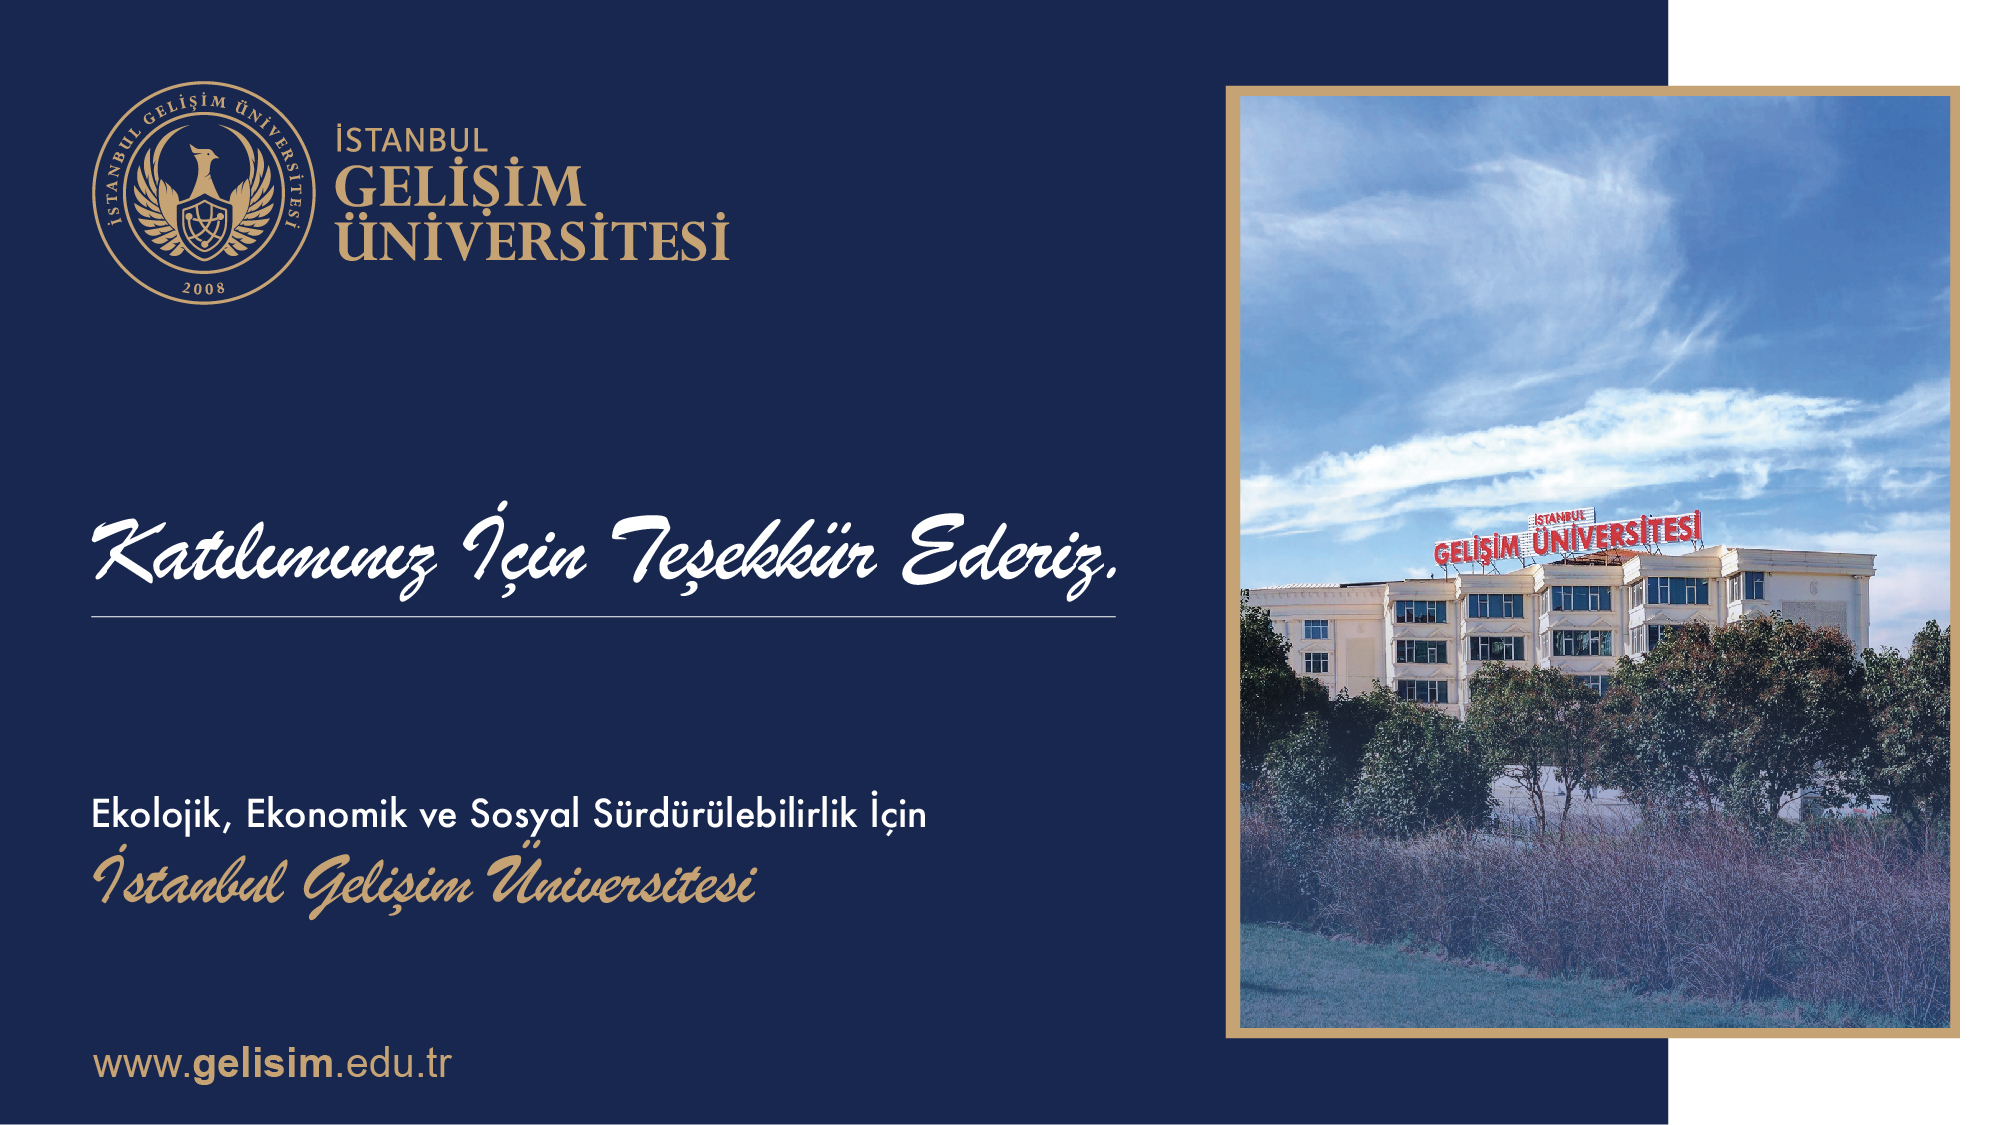 İSTANBUL GELİŞİM ÜNİVERSİTESİ
2008
İSTANBUL
GELİŞİM
ÜNİVERSİTESİ
Katılımınız İçin Teşekkür Ederiz.
Ekolojik, Ekonomik ve Sosyal Sürdürülebilirlik İçin
İstanbul Gelişim Üniversitesi
www.gelisim.edu.tr
İSTANBUL
GELİŞİM ÜNİVERSİTESİ